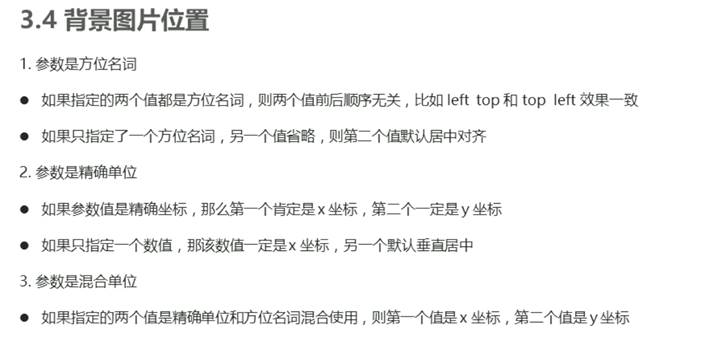 3.4 背景图片位置
1. 参数是方位名词
● 如果指定的两个值都是方位名词，则两个值前后顺序无关，比如 left top 和 top left 效果一致
● 如果只指定了一个方位名词，另一个值省略，则第二个值默认居中对齐
2. 参数是精确单位
● 如果参数值是精确坐标，那么第一个肯定是 x 坐标，第二个一定是 y 坐标
● 如果只指定一个数值，那该数值一定是 x 坐标，另一个默认垂直居中
3. 参数是混合单位
● 如果指定的两个值是精确单位和方位名词混合使用，则第一个值是 x 坐标，第二个值是 y 坐标